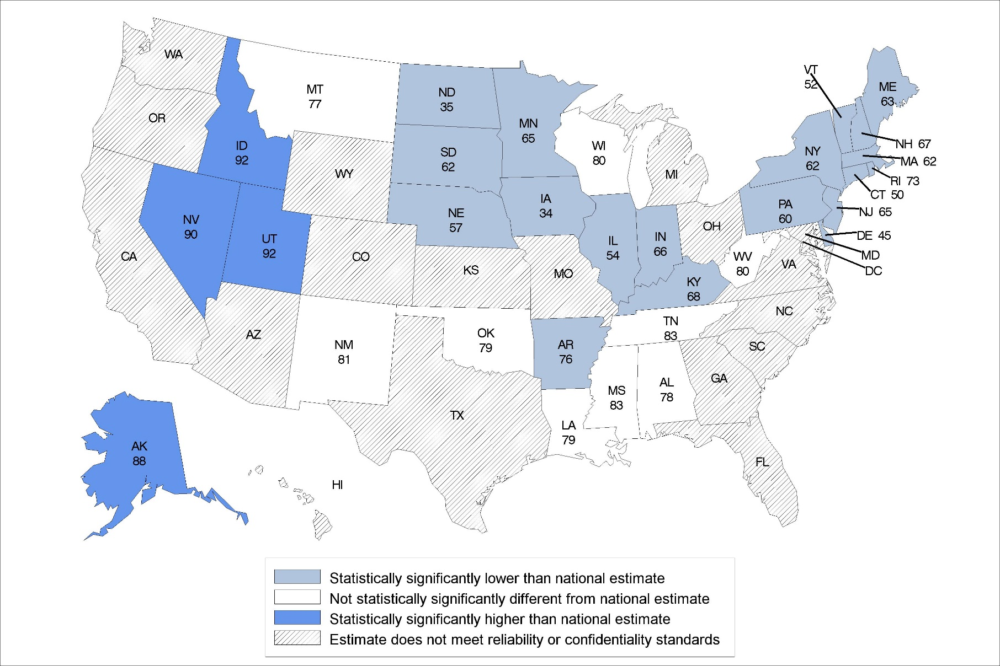 WA
OR
CA
ID
92
NV
90
UT
92
AZ
MT
77
WY
CO
NM
81
ND
35
SD
62
NE
57
KS
OK
79
TX
MN
65
IA
34
MO
AR
76
LA
79
WI
80
IL
54
MI
IN
66
OH
KY
68
TN
83
MS
83
AL
78
GA
FL
SC
NC
VA
WV
80
PA
60
NY
62
VT
52
ME
63
NH 67
MA 62
RI 73
CT 50
NJ 65
DE 45
MD
DC
AK
88
HI
Statistically significantly lower than national estimate
Not statistically significantly different from national estimate
Statistically significantly higher than national estimate
Estimate does not meet reliability or confidentiality standards